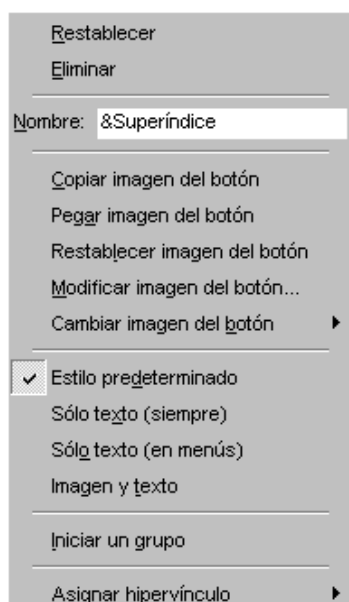 Restablecer
Eliminar
Nombre: &Superíndice
Copiar imagen del botón
Pegar imagen del botón
Restablecer imagen del botón
Modificar imagen del botón...
Cambiar imagen del botón
Estilo predeterminado
Sólo texto (siempre)
Sólo texto (en menús)
Imagen y texto
Iniciar un grupo
Asignar hipervínculo